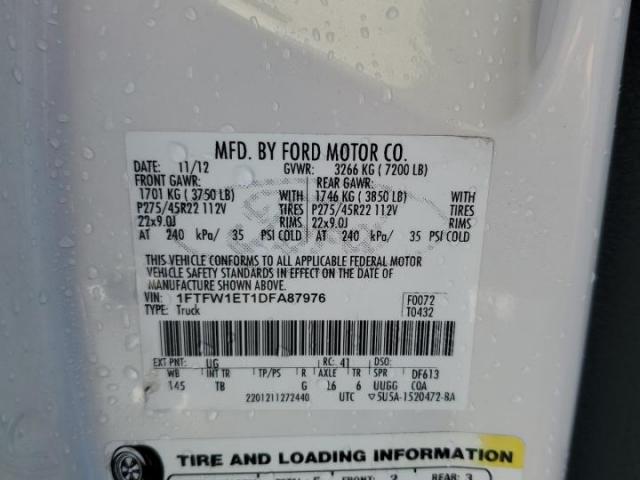 MFD. BY FORD MOTOR CO.
DATE: 11/12 GVWR: 3266 KG ( 7200 LB)
FRONT GAWR: REAR GAWR:
1701 KG ( 3750 LB) WITH 1746 KG ( 3850 LB) WITH
P275/45R22 112V TIRES P275/45R22 112V TIRES
22x9.0J RIMS 22x9.0J RIMS
AT 240 kPa/ 35 PSI COLD AT 240 kPa/ 35 PSI COLD
THIS VEHICLE CONFORMS TO ALL APPLICABLE FEDERAL MOTOR
VEHICLE SAFETY STANDARDS IN EFFECT ON THE DATE OF
MANUFACTURE SHOWN ABOVE.
VIN: 1FTFW1ET1DFA87976 F0072
TYPE: Truck T0432
EXT PNT: UG RC: 41 DSO:
WB INT TR TP/PS R AXLE TR SPR DF613
145 TB G 6 UUGG COA
2201211272440 UTC ▽5U5A-1520472-BA
TIRE AND LOADING INFORMATION
FRONT: 2 REAR: 3